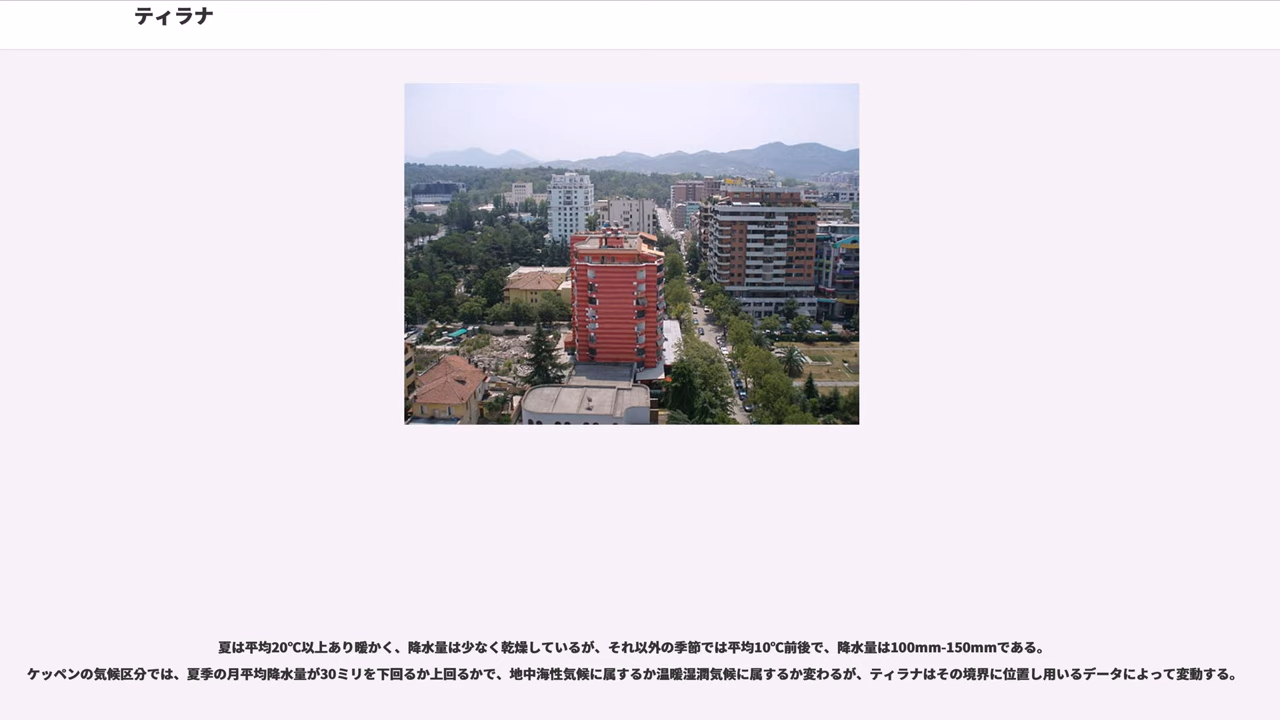 ティラナ
夏は平均20℃以上あり暖かく、降水量は少なく乾燥しているが、それ以外の季節では平均10℃前後で、降水量は100mm-150mmである。
ケッペンの気候区分では、夏季の月平均降水量が30ミリを下回るか上回るかで、地中海性気候に属するか温暖湿潤気候に属するか変わるが、ティラナはその境界に位置し用いるデータによって変動する。